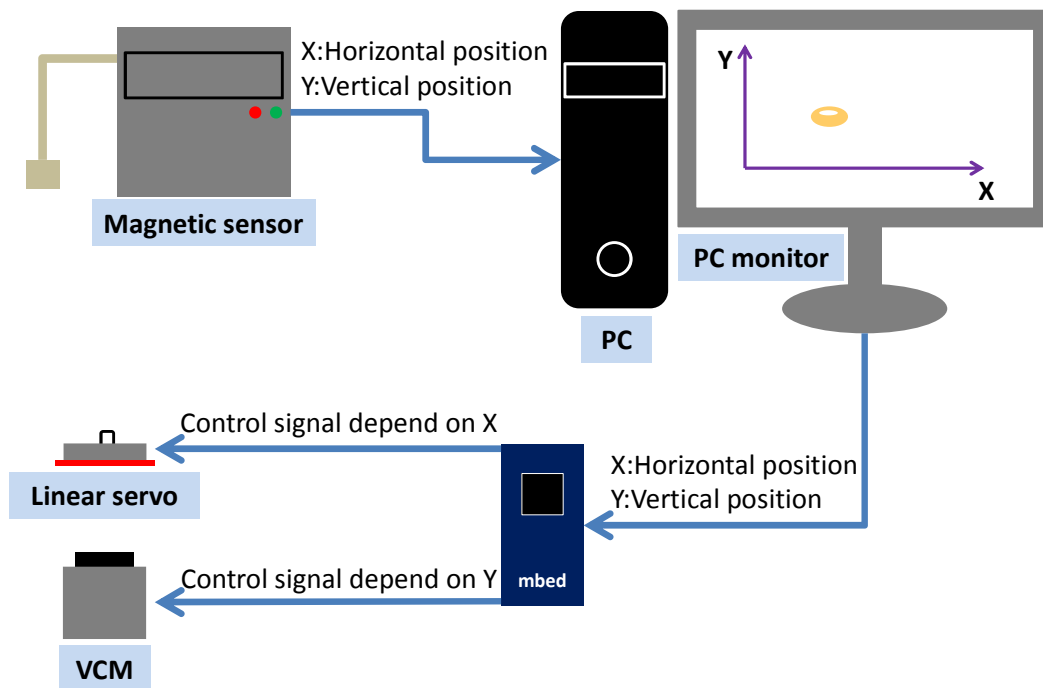 X:Horizontal position
Y:Vertical position
Magnetic sensor
PC
Y
X
PC monitor
Control signal depend on X
Linear servo
X:Horizontal position
Y:Vertical position
mbed
Control signal depend on Y
VCM